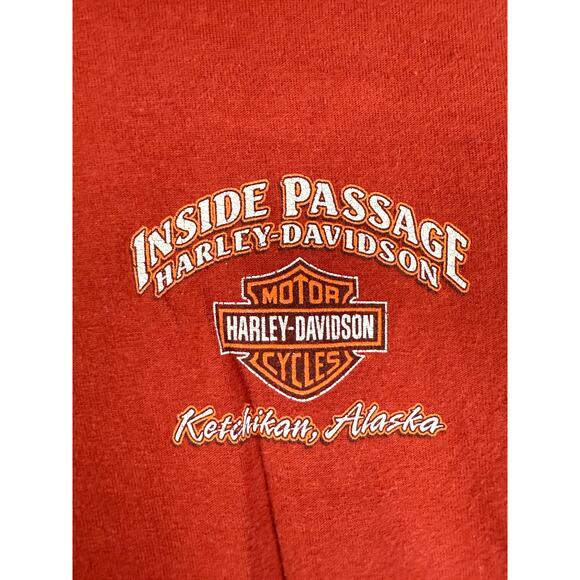 INSIDE PASSAGE
HARLEY-DAVIDSON
MOTOR
HARLEY-DAVIDSON
CYCLES
Ketchikan, Alaska